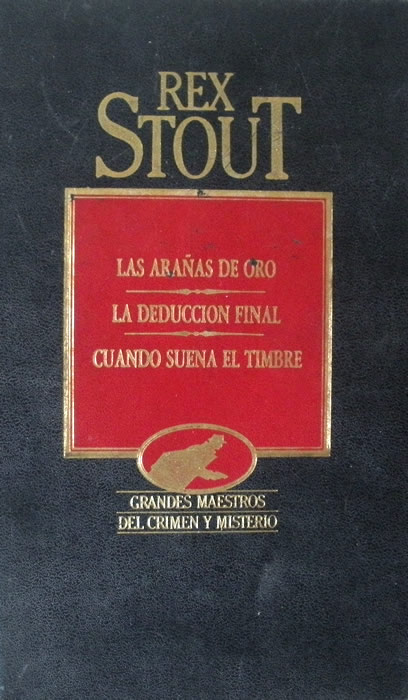 REX
STOUT
LAS ARAÑAS DE ORO
LA DEDUCCION FINAL
CUANDO SUENA EL TIMBRE
GRANDES MAESTROS
DEL CRIMEN Y MISTERIO